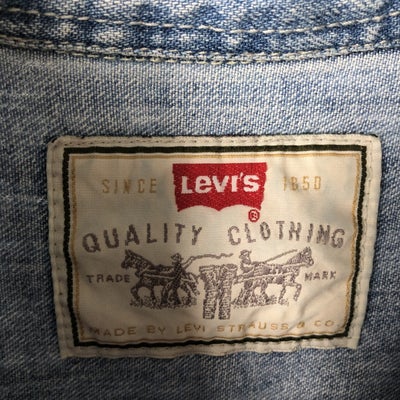 SINCE LEVI'S 1850
®
QUALITY CLOTHING
TRADE MARK
MADE BY LEVI STRAUSS & CO